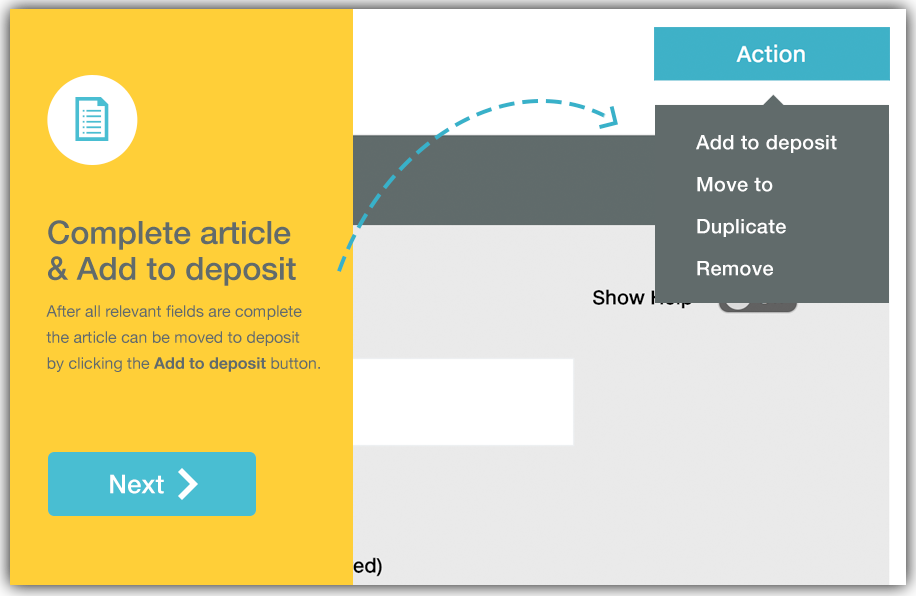 Complete article
& Add to deposit
After all relevant fields are complete
the article can be moved to deposit
by clicking the Add to deposit button.
Next
Action
Add to deposit
Move to
Duplicate
Remove
Show Help
ed)